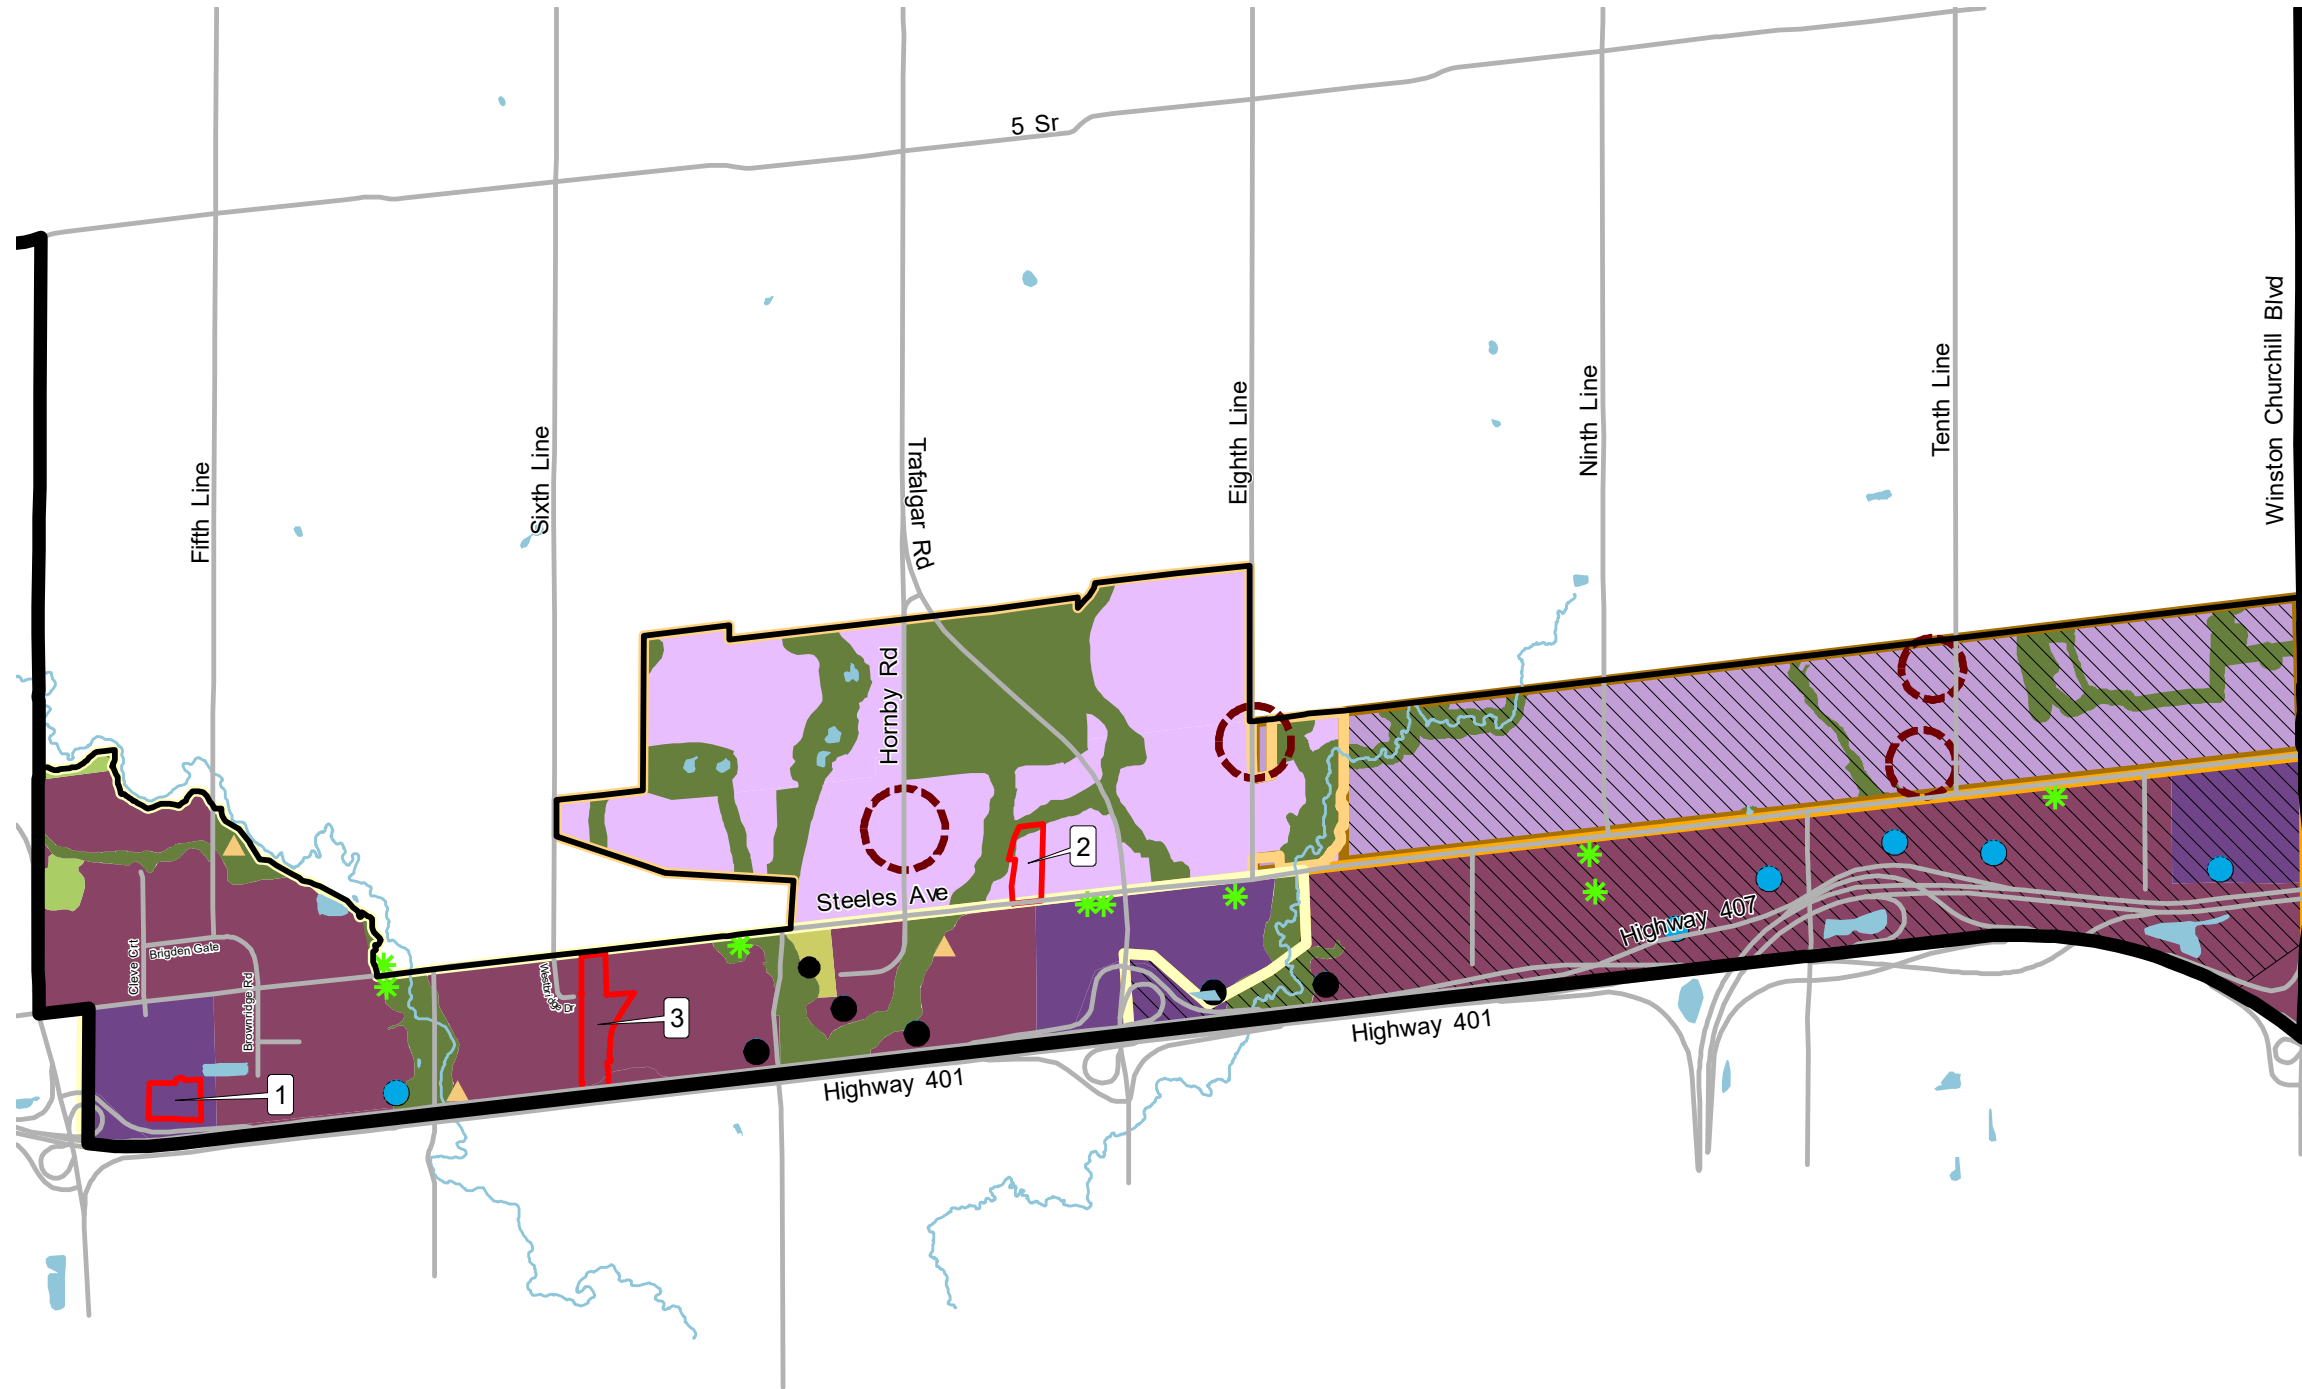 5 Sr
Winston Churchill Blvd
Tenth Line
Ninth Line
Eighth Line
Trafalgar Rd
Sixth Line
Fifth Line
Hornby Rd
2
Steeles Ave
Highway 407
Cleve Crt
Brigden Gate
Brownridge Rd
3
Highway 401
Highway 401
1